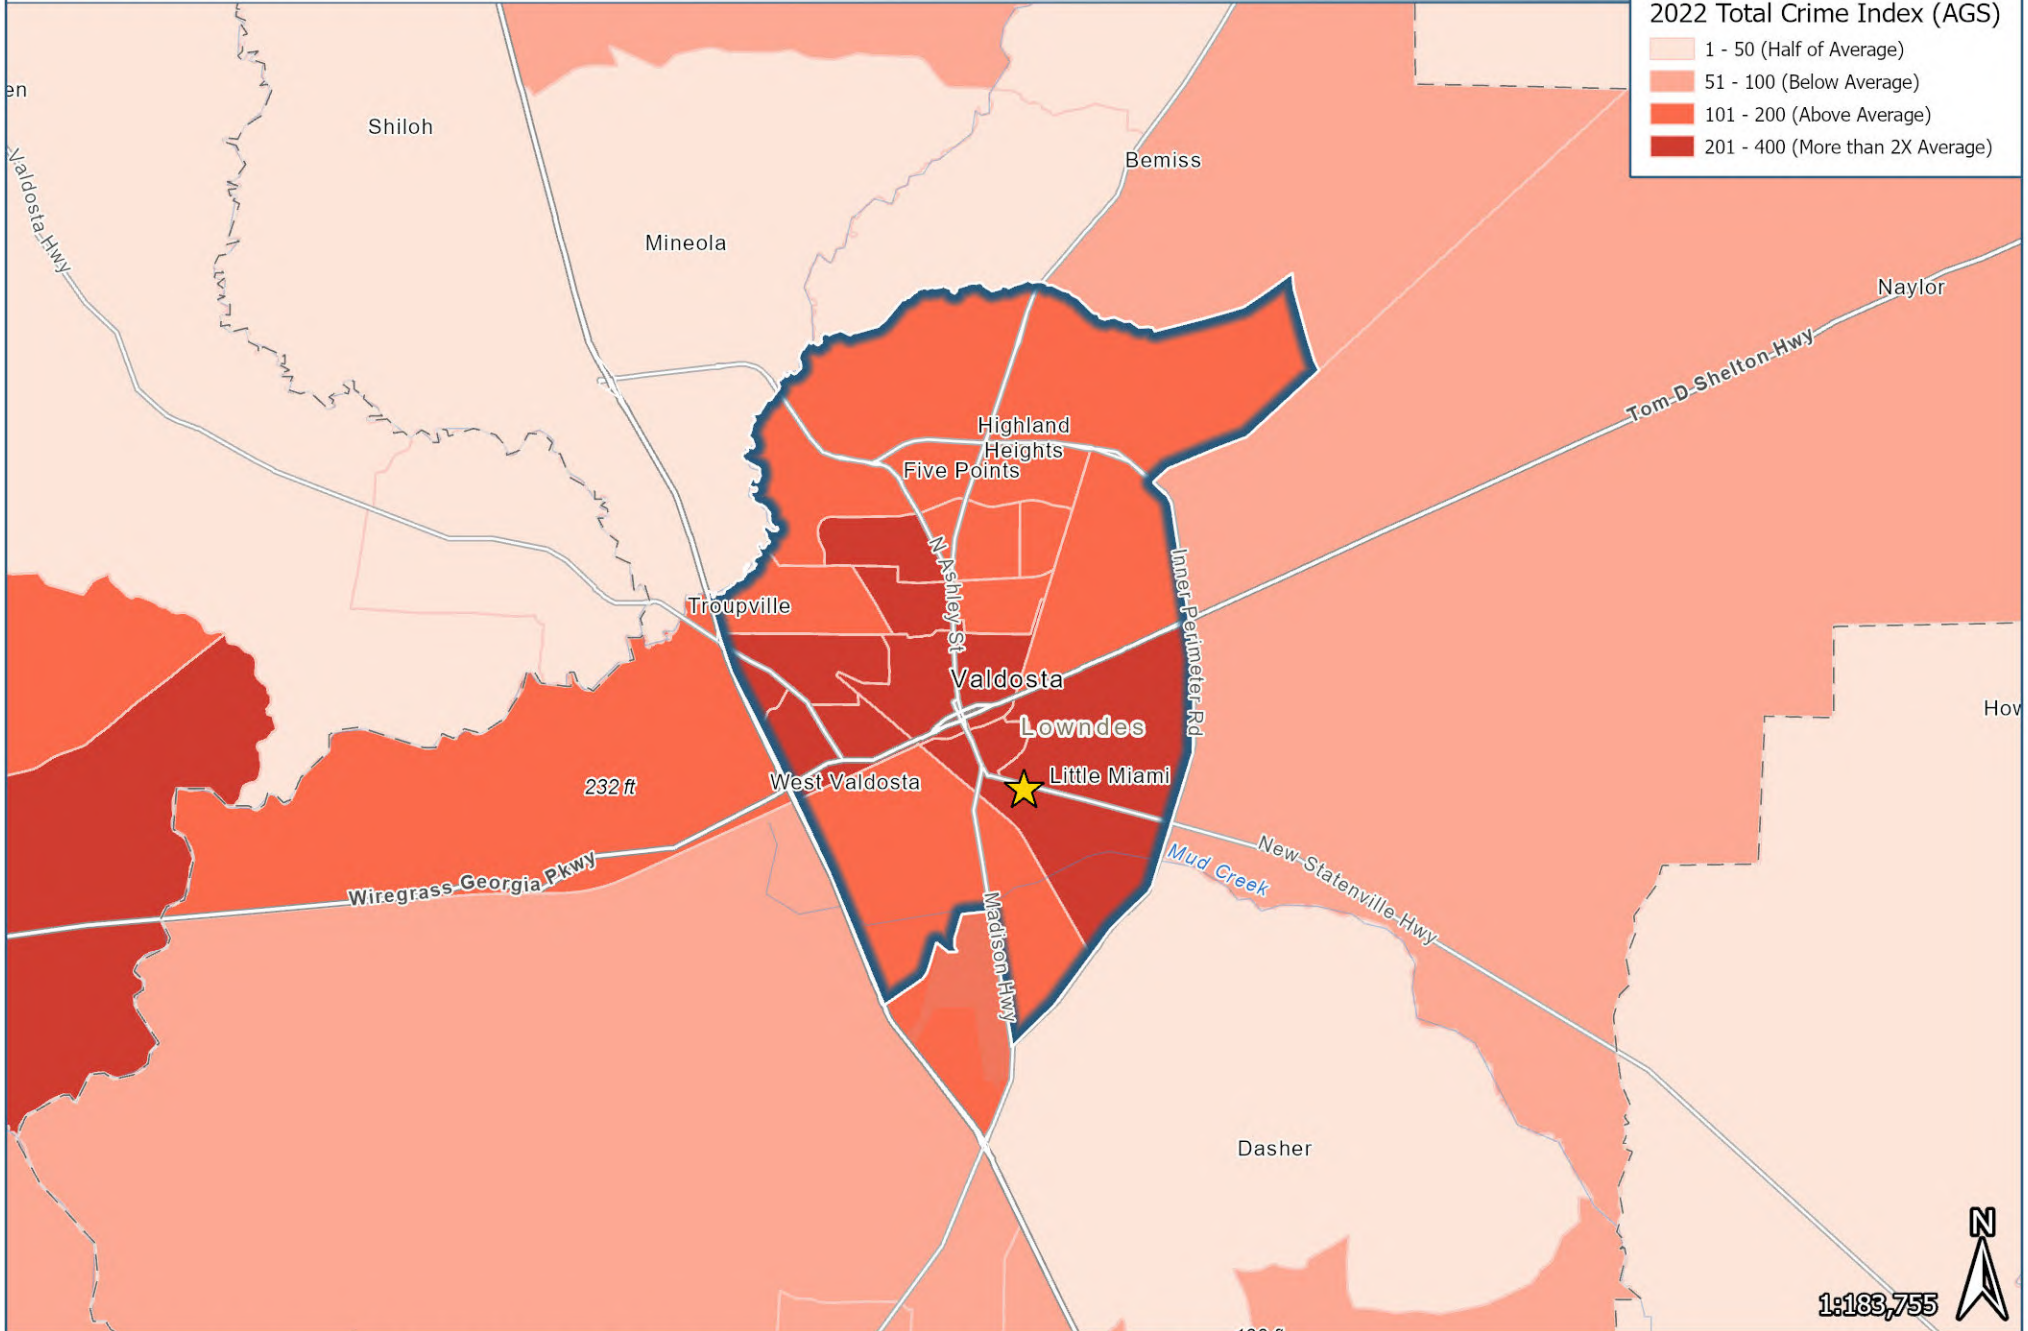 2022 Total Crime Index (AGS)
1 - 50 (Half of Average)
51 - 100 (Below Average)
101 - 200 (Above Average)
201 - 400 (More than 2X Average)
en
Shiloh
Bemiss
Valdosta Hwy
Mineola
Naylor
Tom D Shelton Hwy
Highland
Heights
Five Points
N Ashley St
Inner Perimeter Rd
Troupville
Valdosta
Lowndes
How
232 ft
West Valdosta
Little Miami
Wiregrass Georgia Pkwy
Mud Creek
New Statenville Hwy
Madison Hwy
Dasher
N
1:183,755